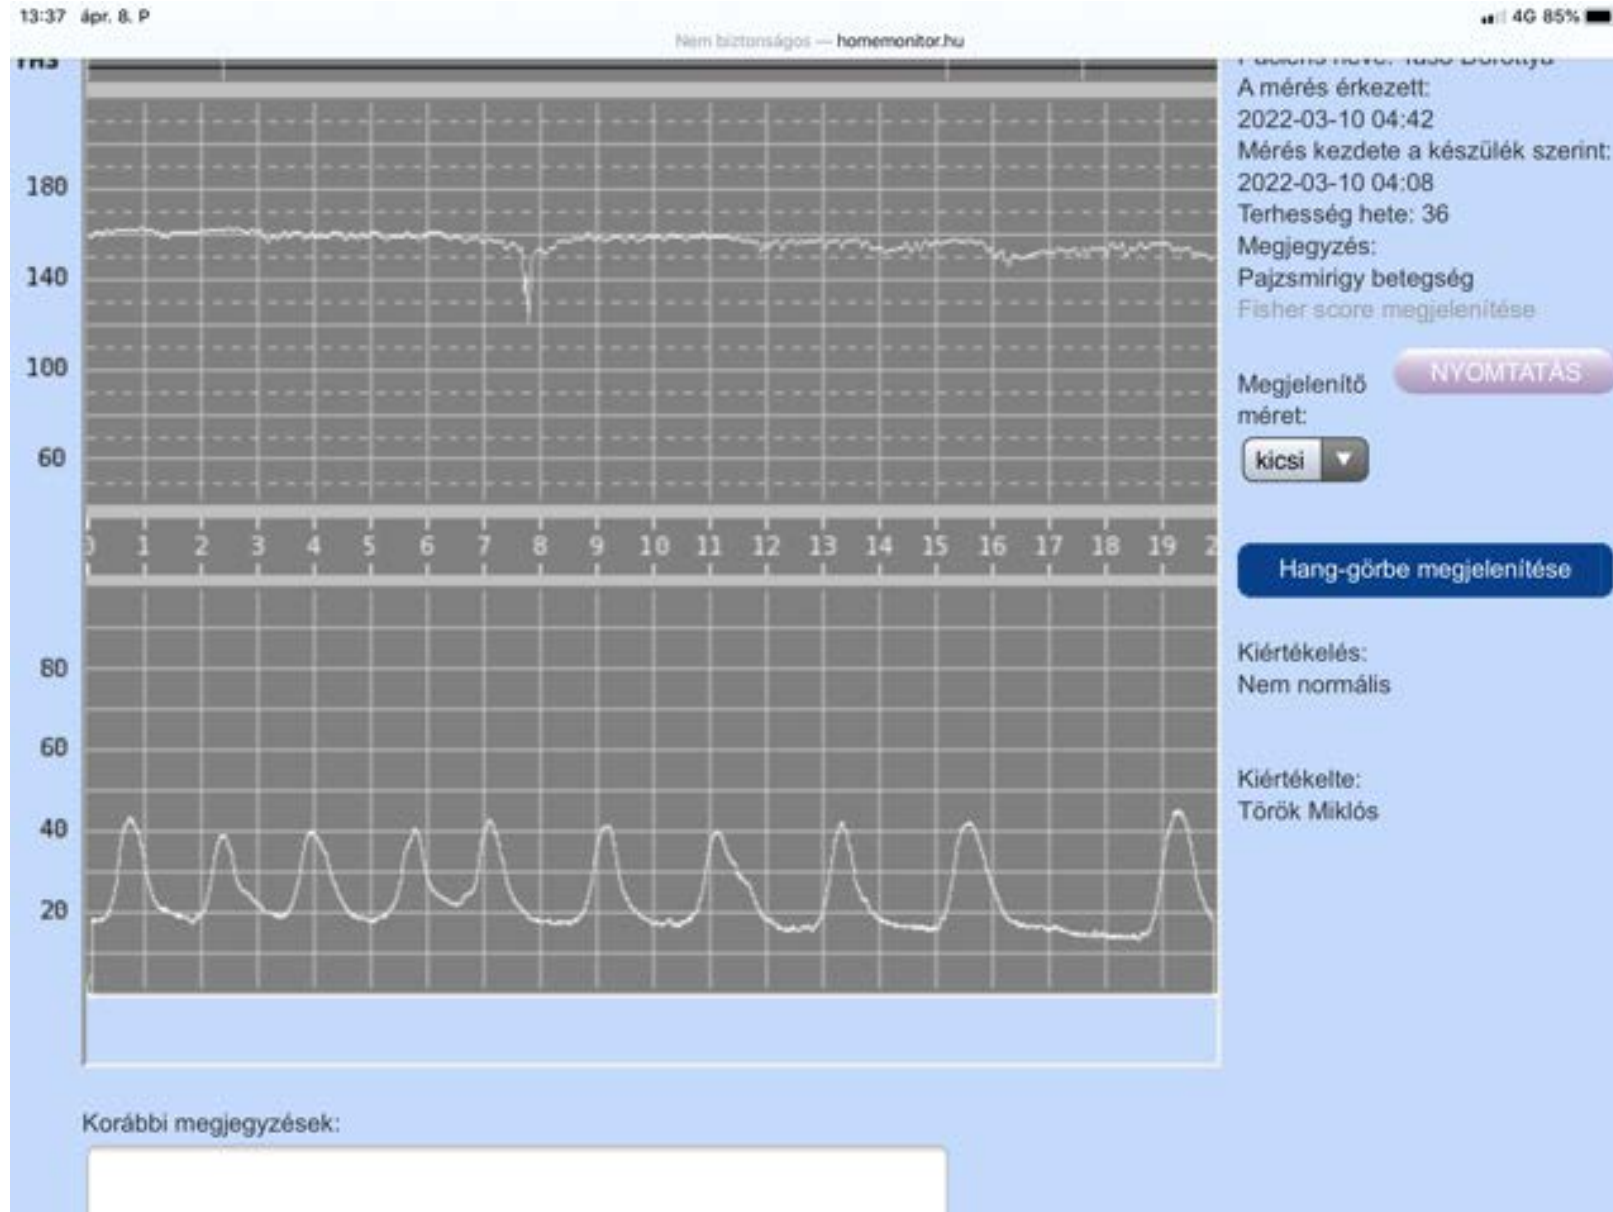 13:37 ápr. 8. P
4G 85%
Nem biztonságos — homemonitor.hu
A mérés érkezett:
2022-03-10 04:42
Mérés kezdete a készülék szerint:
2022-03-10 04:08
Terhesség hete: 36
Megjegyzés:
Pajzsmirigy betegség
Fisher score megjelenítése
NYOMTATÁS
Megjelenítő
méret:
kicsi
180
140
100
60
0 1 2 3 4 5 6 7 8 9 10 11 12 13 14 15 16 17 18 19 2
Hang-görbe megjelenítése
80
60
40
20
Kiértékelés:
Nem normális
Kiértékelte:
Török Miklós
Korábbi megjegyzések: